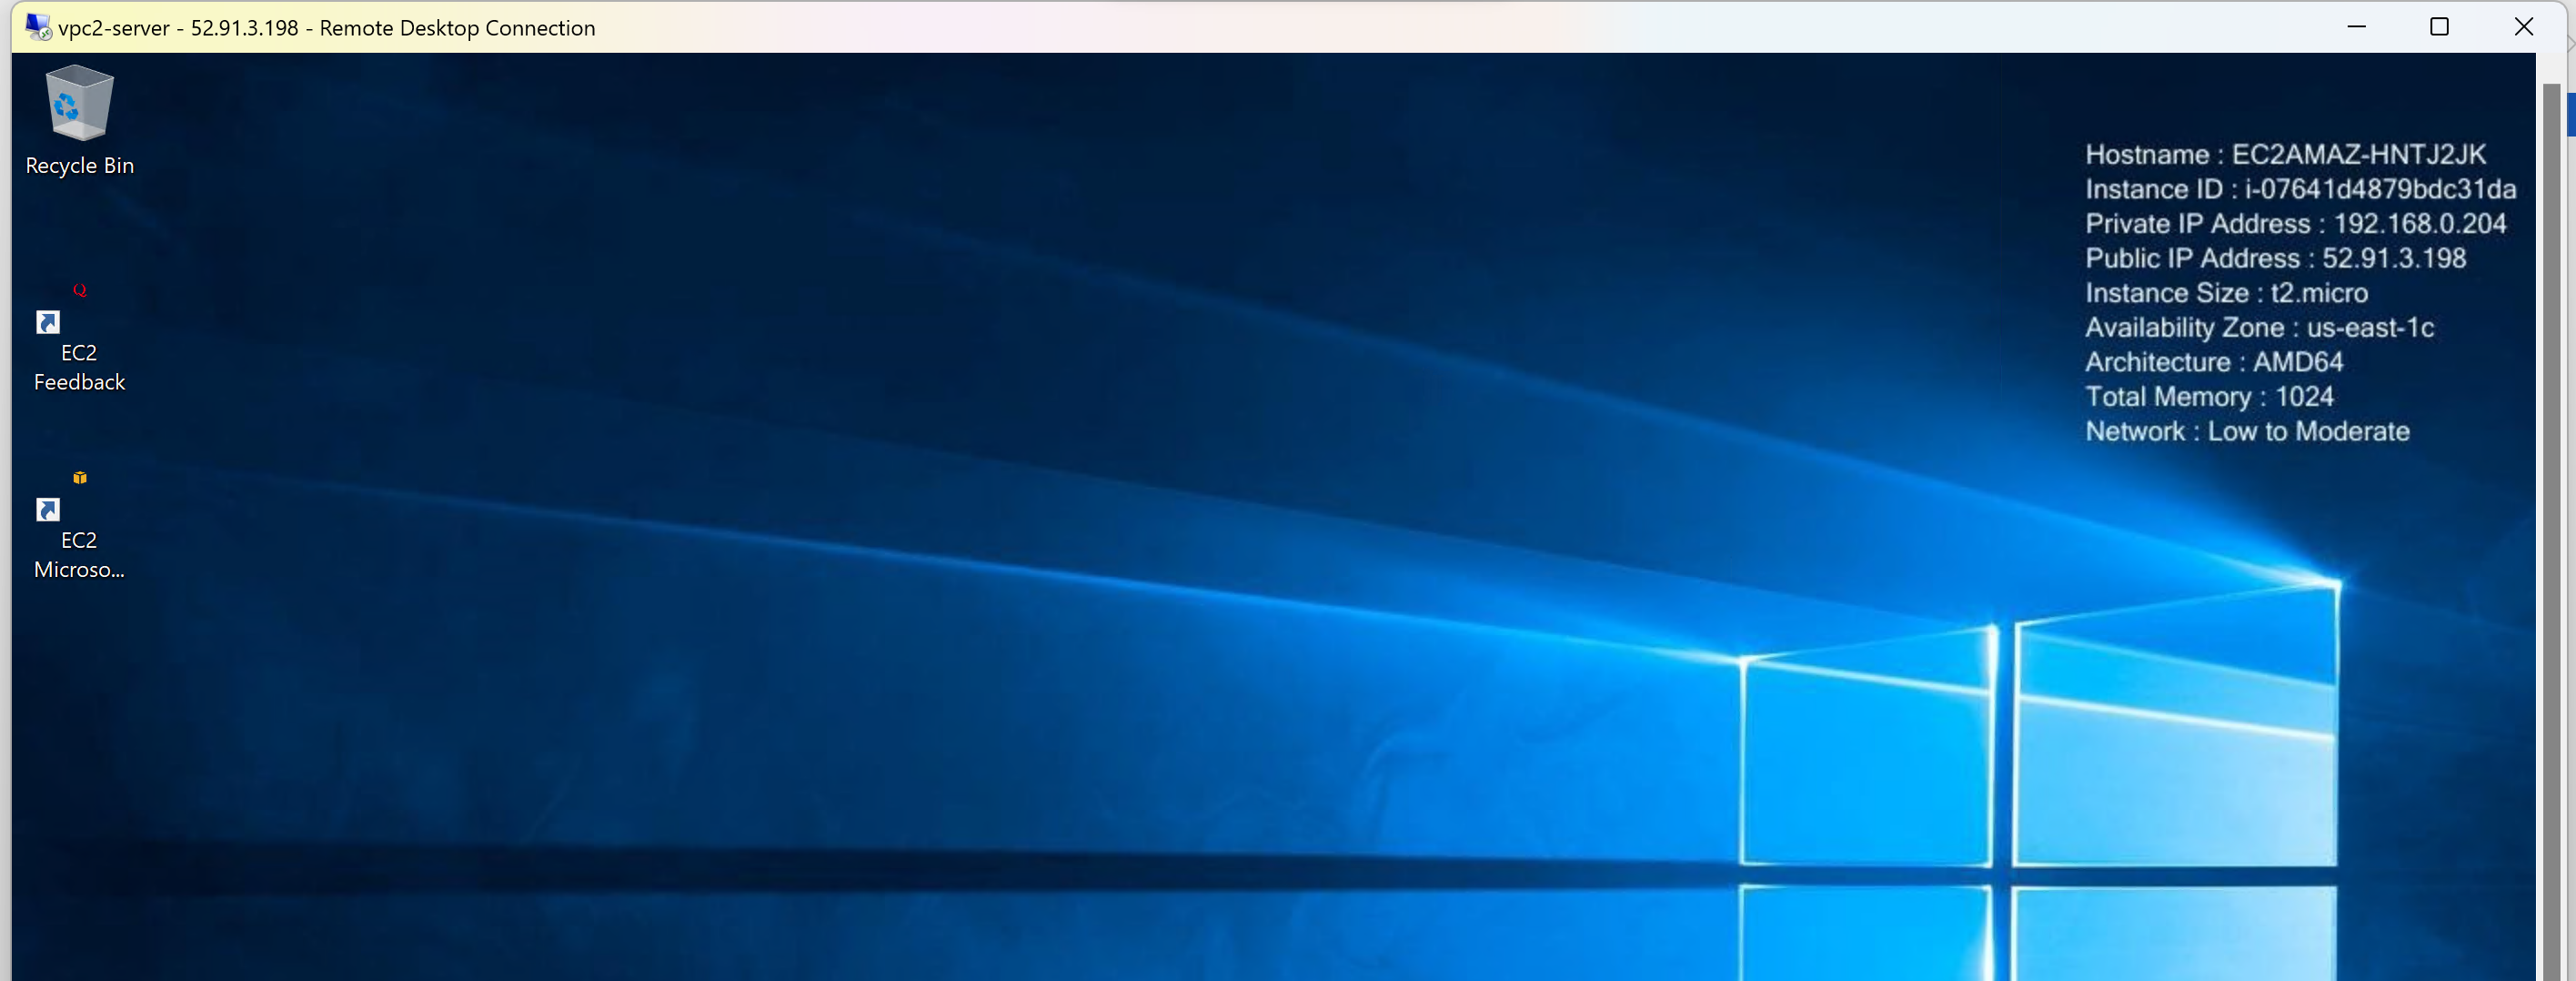 vpc2-server - 52.91.3.198 - Remote Desktop Connection
Recycle Bin
EC2
Feedback
EC2
Microso...
Hostname : EC2AMAZ-HNTJ2JK
Instance ID : i-07641d4879bdc31da
Private IP Address : 192.168.0.204
Public IP Address : 52.91.3.198
Instance Size : t2.micro
Availability Zone : us-east-1c
Architecture : AMD64
Total Memory : 1024
Network : Low to Moderate